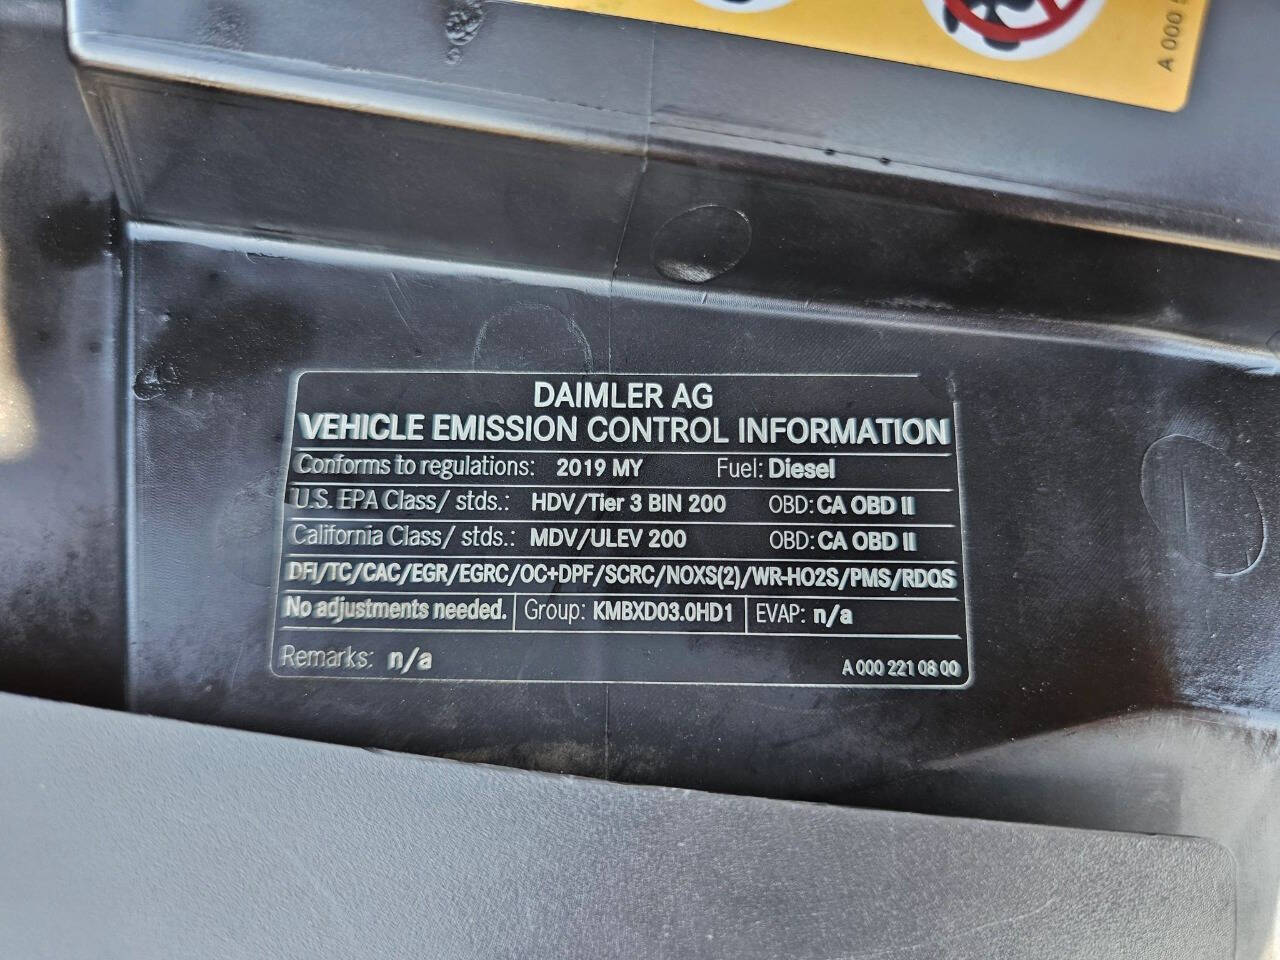 A 000 5
DAIMLER AG
VEHICLE EMISSION CONTROL INFORMATION
Conforms to regulations: 2019 MY Fuel: Diesel
U.S. EPA Class/ stds.: HDV/Tier 3 BIN 200 OBD: CA OBD II
California Class/ stds.: MDV/ULEV 200 OBD: CA OBD II
DFI/TC/CAC/EGR/EGRC/OC+DPF/SCRC/NOXS(2)/WR-HO2S/PMS/RDQS
No adjustments needed. Group: KMBXD03.0HD1 EVAP: n/a
Remarks: n/a A 000 221 08 00